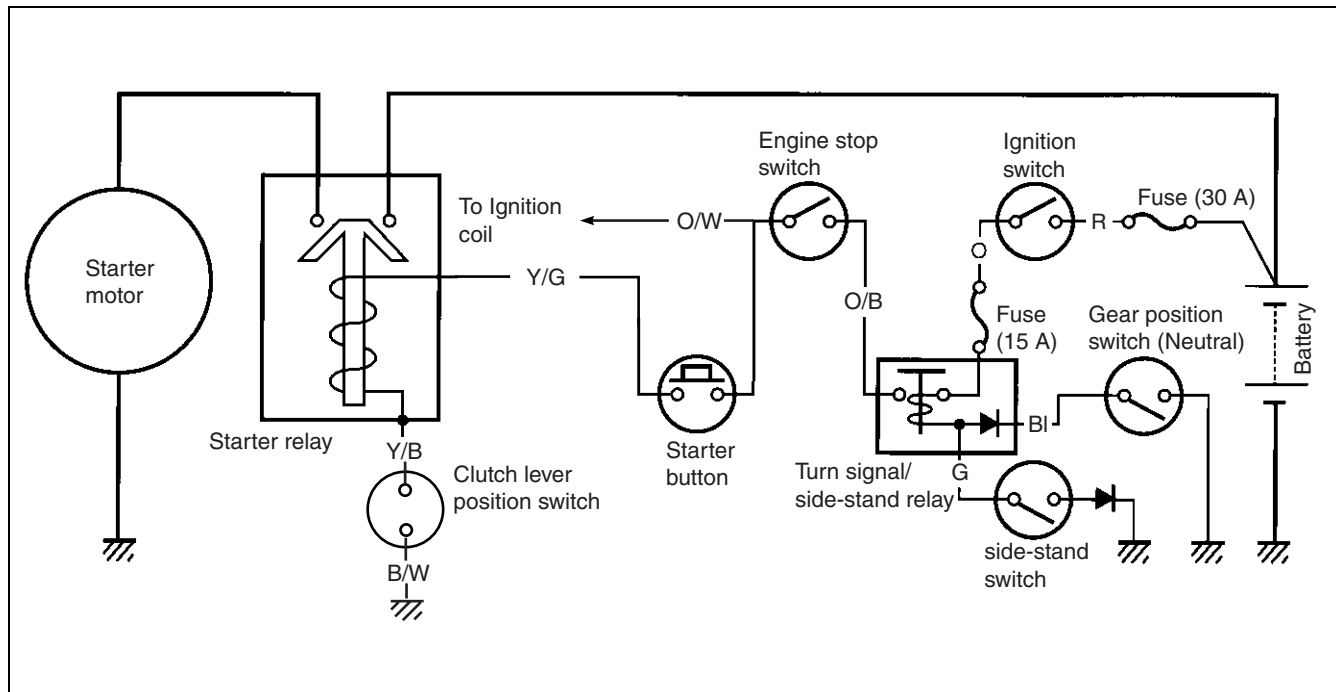 Engine stop
switch
Ignition
switch
Fuse (30 A)
To Ignition
coil
O/W
R
Starter
motor
Y/G
O
O/B
Fuse
(15 A)
Gear position
switch (Neutral)
Battery
Starter relay
Y/B
Starter
button
Bl
Turn signal/
side-stand relay
G
Clutch lever
position switch
B/W
side-stand
switch